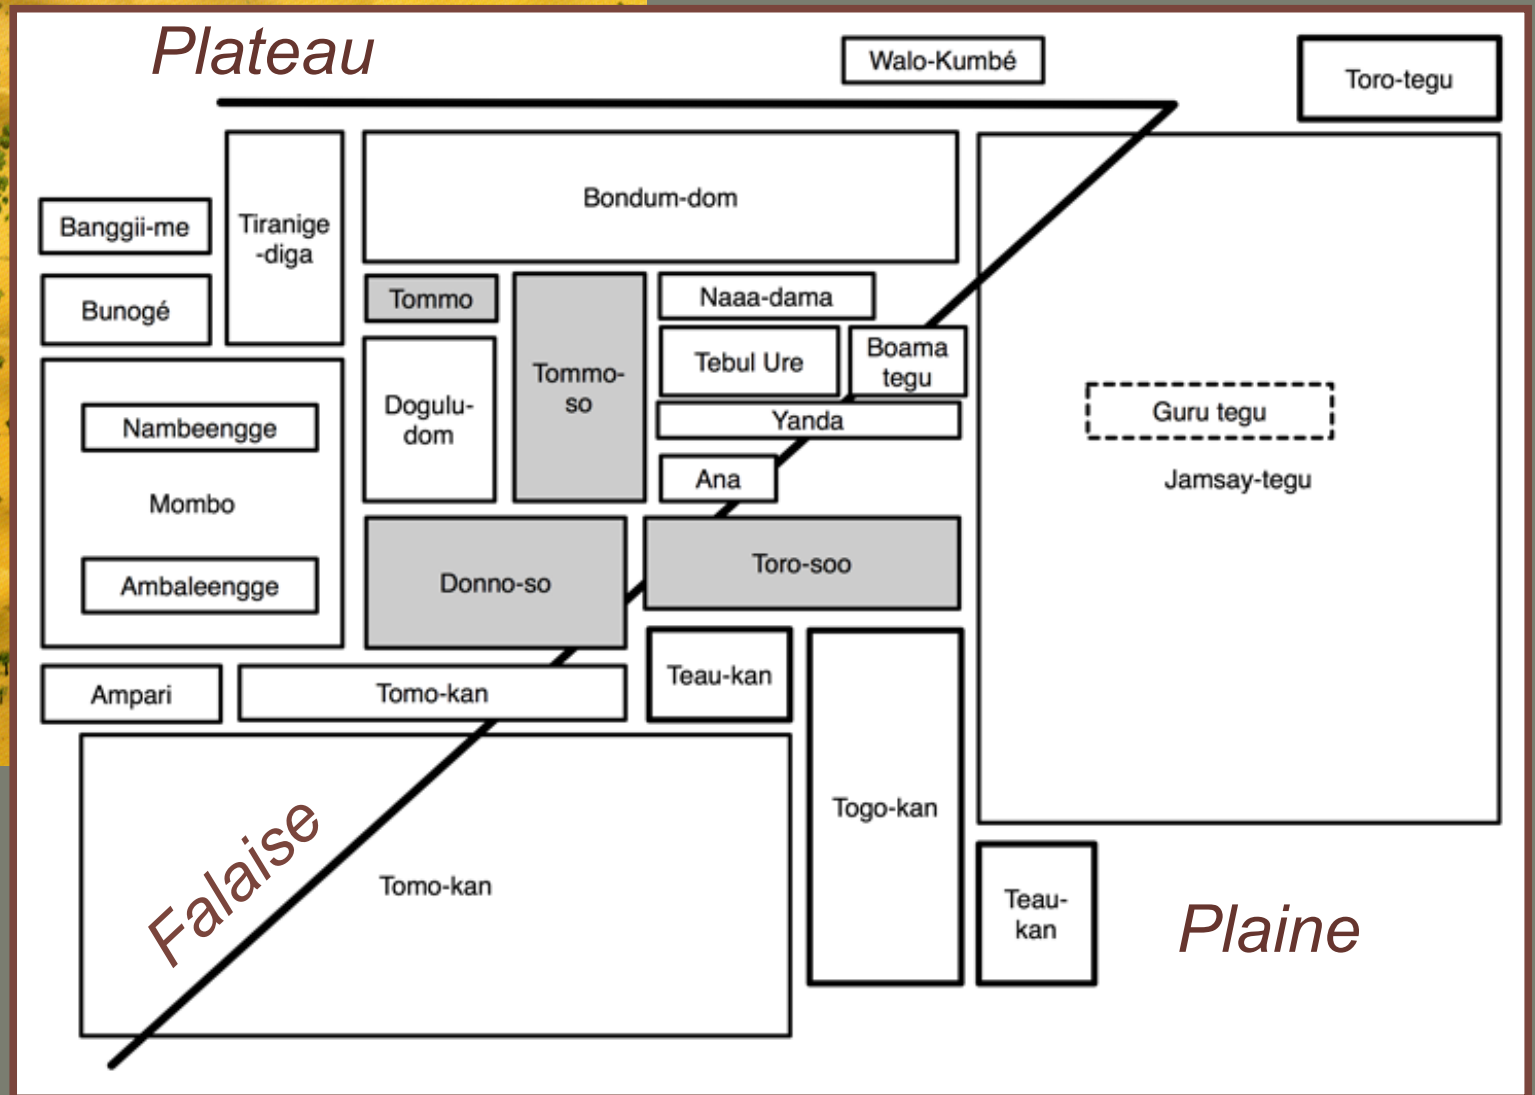 Plateau
Walo-Kumbé
Toro-tegu
Bondum-dom
Banggii-me
Tiranige
-diga
Bunogé
Tommo
Naaa-dama
Tommo-
so
Tebul Ure
Boama
tegu
Dogulu-
dom
Yanda
Guru tegu
Nambeengge
Ana
Jamsay-tegu
Mombo
Ambaleengge
Donno-so
Toro-soo
Ampari
Tomo-kan
Teau-kan
Togo-kan
Falaise
Tomo-kan
Teau-
kan
Plaine